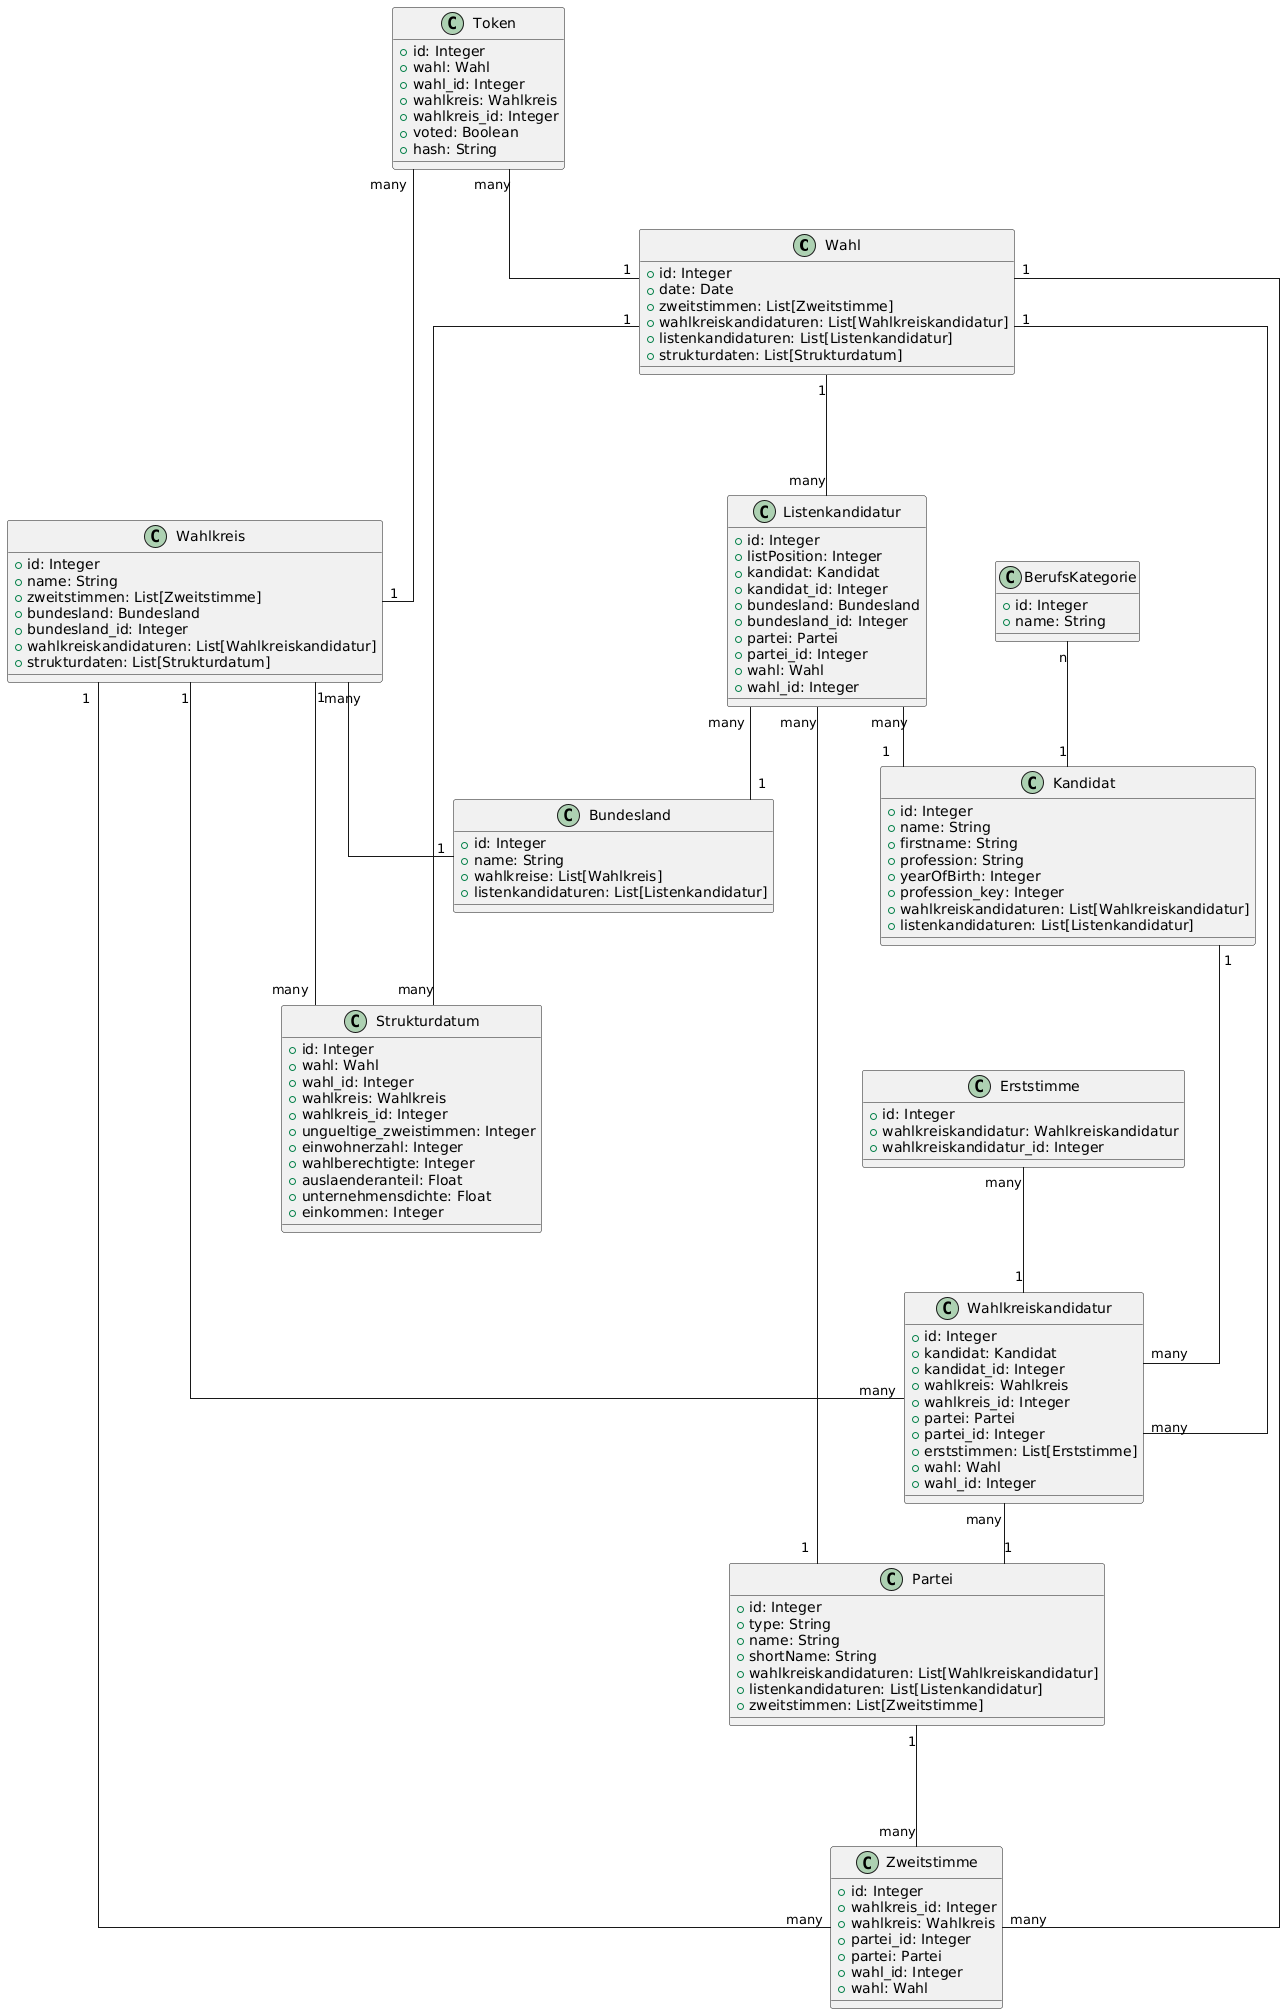 Token
id: Integer
wahl: Wahl
wahl_id: Integer
wahlkreis: Wahlkreis
wahlkreis_id: Integer
voted: Boolean
hash: String
many
many
C Wahl
id: Integer
date: Date
zweitstimmen: List[Zweitstimme]
wahlkreiskandidaturen: List[Wahlkreiskandidatur]
listenkandidaturen: List[Listenkandidatur]
strukturdaten: List[Strukturdatum]
1
1
1
1
1
many
C Listenkandidatur
id: Integer
listPosition: Integer
kandidat: Kandidat
kandidat_id: Integer
bundesland: Bundesland
bundesland_id: Integer
partei: Partei
partei_id: Integer
wahl: Wahl
wahl_id: Integer
C Wahlkreis
id: Integer
name: String
zweitstimmen: List[Zweitstimme]
bundesland: Bundesland
bundesland_id: Integer
wahlkreiskandidaturen: List[Wahlkreiskandidatur]
strukturdaten: List[Strukturdatum]
1
C BerufsKategorie
id: Integer
name: String
n
1
1
1
1
many
many
many
many
1
1
C Bundesland
id: Integer
name: String
wahlkreise: List[Wahlkreis]
listenkandidaturen: List[Listenkandidatur]
1
C Kandidat
id: Integer
name: String
firstname: String
profession: String
yearOfBirth: Integer
profession_key: Integer
wahlkreiskandidaturen: List[Wahlkreiskandidatur]
listenkandidaturen: List[Listenkandidatur]
1
many
many
C Strukturdatum
id: Integer
wahl: Wahl
wahl_id: Integer
wahlkreis: Wahlkreis
wahlkreis_id: Integer
ungueltige_zweistimmen: Integer
einwohnerzahl: Integer
wahlberechtigte: Integer
auslaenderanteil: Float
unternehmensdichte: Float
einkommen: Integer
C Erststimme
id: Integer
wahlkreiskandidatur: Wahlkreiskandidatur
wahlkreiskandidatur_id: Integer
many
1
C Wahlkreiskandidatur
id: Integer
kandidat: Kandidat
kandidat_id: Integer
wahlkreis: Wahlkreis
wahlkreis_id: Integer
partei: Partei
partei_id: Integer
erststimmen: List[Erststimme]
wahl: Wahl
wahl_id: Integer
many
many
many
many
1
1
C Partei
id: Integer
type: String
name: String
shortName: String
wahlkreiskandidaturen: List[Wahlkreiskandidatur]
listenkandidaturen: List[Listenkandidatur]
zweitstimmen: List[Zweitstimme]
1
many
C Zweitstimme
id: Integer
wahlkreis_id: Integer
wahlkreis: Wahlkreis
partei_id: Integer
partei: Partei
wahl_id: Integer
wahl: Wahl
many
many